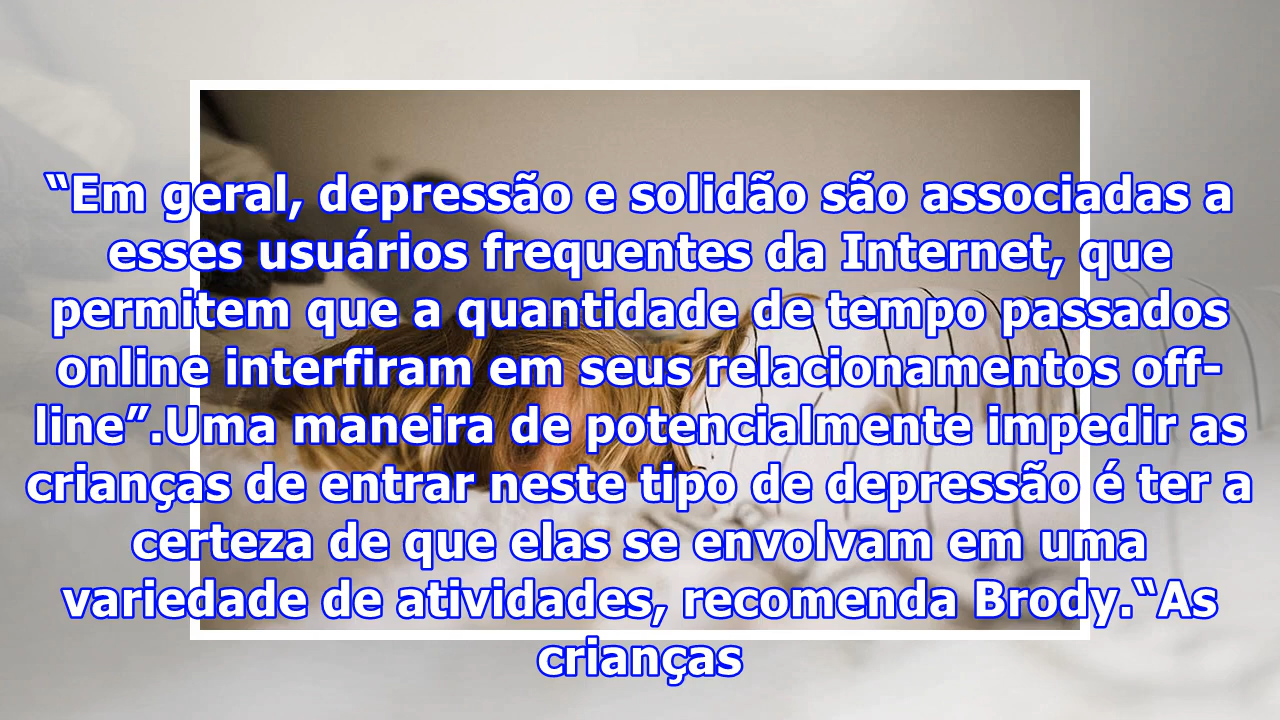 “Em geral, depressão e solidão são associadas a
esses usuários frequentes da Internet, que
permitem que a quantidade de tempo passados
online interfiram em seus relacionamentos off-
line”.Uma maneira de potencialmente impedir as
crianças de entrar neste tipo de depressão é ter a
certeza de que elas se envolvam em uma
variedade de atividades, recomenda Brody.“As
crianças